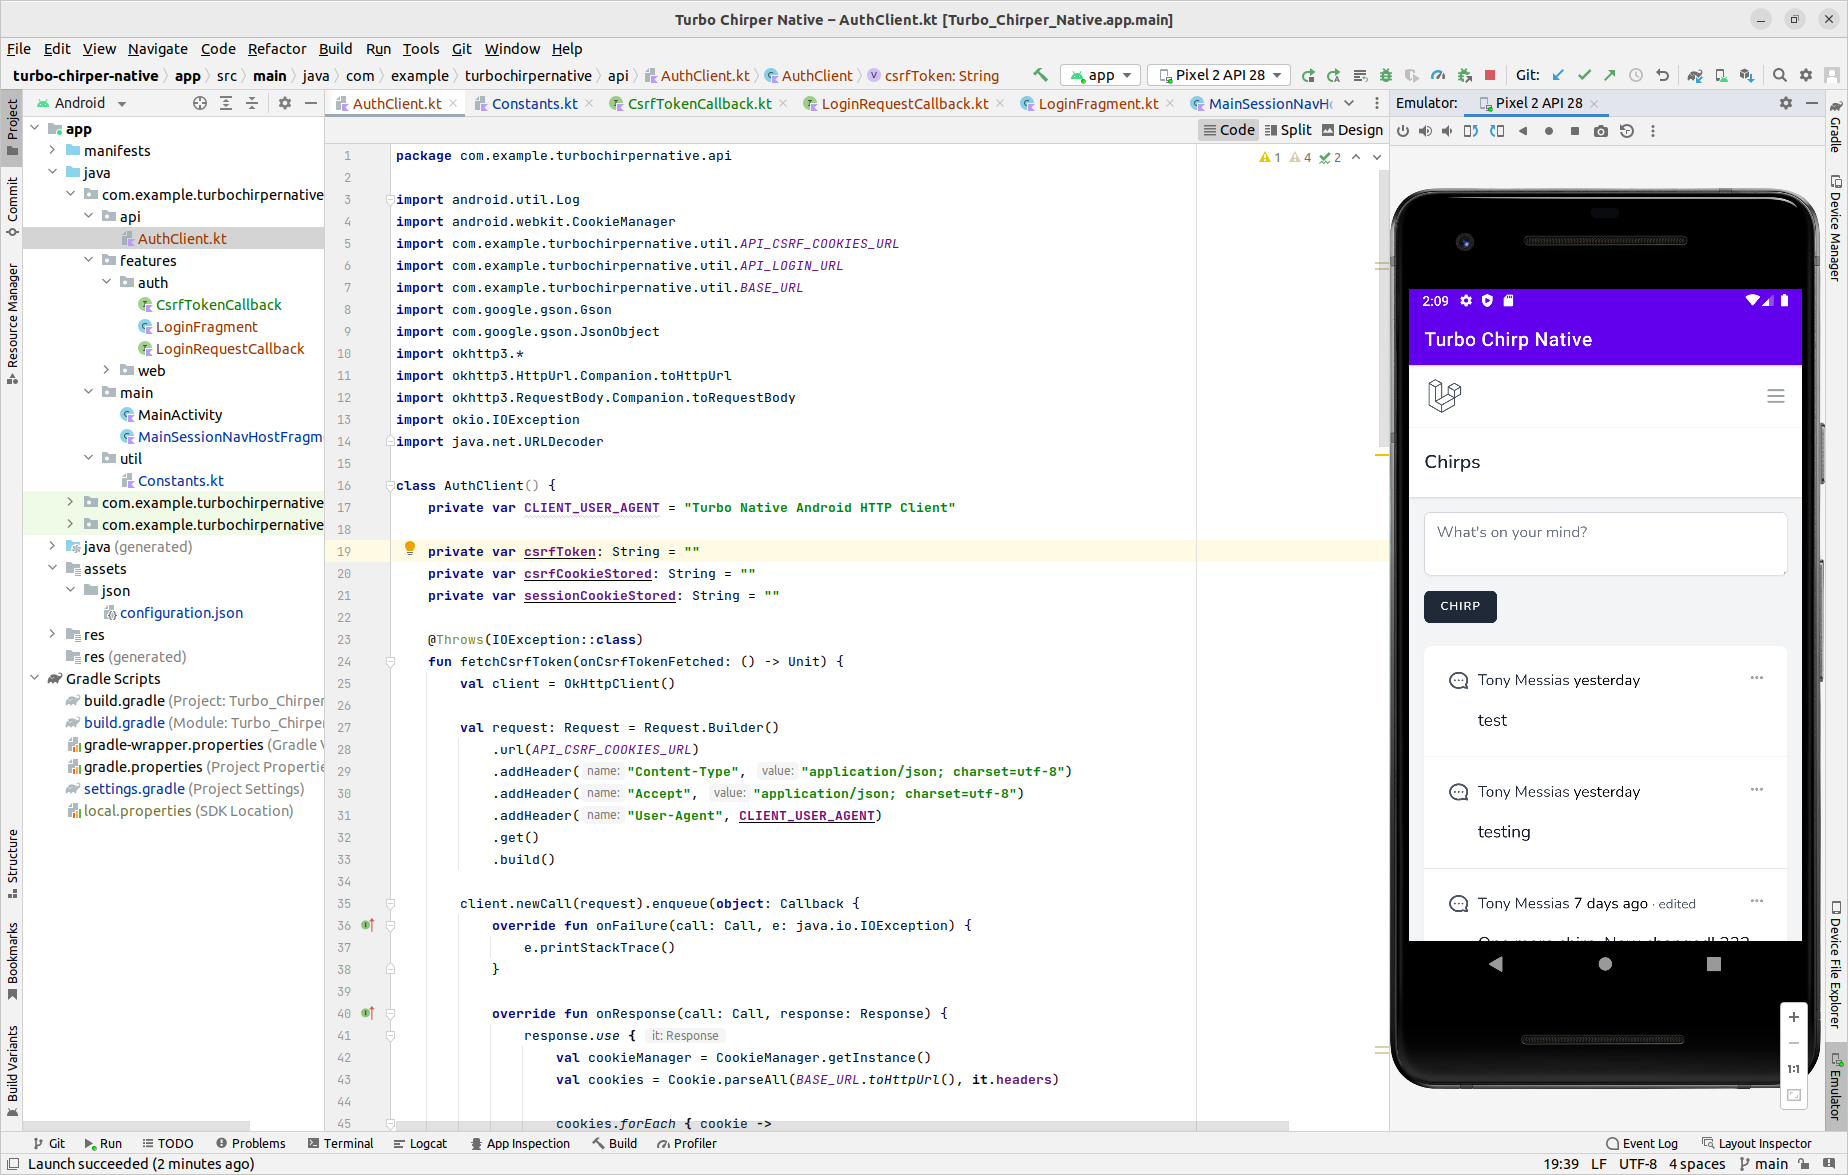 Turbo Chirper Native – AuthClient.kt [Turbo_Chirper_Native.app.main]
File Edit View Navigate Code Refactor Build Run Tools Git Window Help
turbo-chirper-native app src main java com example turbochirpernative api AuthClient.kt AuthClient csrfToken: String app Pixel 2 API 28 Git:
Project
Commit
Resource Manager
Structure
Bookmarks
Build Variants
Android
app
manifests
java
com.example.turbochirpernative
api
AuthClient.kt
features
auth
CsrfTokenCallback
LoginFragment
LoginRequestCallback
web
main
MainActivity
MainSessionNavHostFragm
util
Constants.kt
com.example.turbochirpernative
com.example.turbochirpernative
java (generated)
assets
json
configuration.json
res
res (generated)
Gradle Scripts
build.gradle (Project: Turbo_Chirper
build.gradle (Module: Turbo_Chirpe
gradle-wrapper.properties (Gradle V
gradle.properties (Project Propertie
settings.gradle (Project Settings)
local.properties (SDK Location)
AuthClient.kt Constants.kt CsrfTokenCallback.kt LoginRequestCallback.kt LoginFragment.kt MainSessionNavHo
Code Split Design
1 4 2
1 package com.example.turbochirpernative.api
2
3 import android.util.Log
4 import android.webkit.CookieManager
5 import com.example.turbochirpernative.util.API_CSRF_COOKIES_URL
6 import com.example.turbochirpernative.util.API_LOGIN_URL
7 import com.example.turbochirpernative.util.BASE_URL
8 import com.google.gson.Gson
9 import com.google.gson.JsonObject
10 import okhttp3.*
11 import okhttp3.HttpUrl.Companion.toHttpUrl
12 import okhttp3.RequestBody.Companion.toRequestBody
13 import okio.IOException
14 import java.net.URLDecoder
15
16 class AuthClient() {
17 private var CLIENT_USER_AGENT = "Turbo Native Android HTTP Client"
18
19 private var csrfToken: String = ""
20 private var csrfCookieStored: String = ""
21 private var sessionCookieStored: String = ""
22
23 @Throws(IOException::class)
24 fun fetchCsrfToken(onCsrfTokenFetched: () -> Unit) {
25 val client = OkHttpClient()
26
27 val request: Request = Request.Builder()
28 .url(API_CSRF_COOKIES_URL)
29 .addHeader( name: "Content-Type", value: "application/json; charset=utf-8")
30 .addHeader( name: "Accept", value: "application/json; charset=utf-8")
31 .addHeader( name: "User-Agent", CLIENT_USER_AGENT)
32 .get()
33 .build()
34
35 client.newCall(request).enqueue(object: Callback {
36 override fun onFailure(call: Call, e: java.io.IOException) {
37 e.printStackTrace()
38 }
39
40 override fun onResponse(call: Call, response: Response) {
41 response.use { it: Response
42 val cookieManager = CookieManager.getInstance()
43 val cookies = Cookie.parseAll(BASE_URL.toHttpUrl(), it.headers)
44
45 cookies.forEach { cookie ->
Emulator: Pixel 2 API 28
2:09
Turbo Chirp Native
Chirps
What's on your mind?
CHIRP
Tony Messias yesterday
test
Tony Messias yesterday
testing
Tony Messias 7 days ago · edited
1:1
Gradle
Device Manager
Device File Explorer
Emulator
Git Run TODO Problems Terminal Logcat App Inspection Build Profiler Event Log Layout Inspector
Launch succeeded (2 minutes ago) 19:39 LF UTF-8 4 spaces main